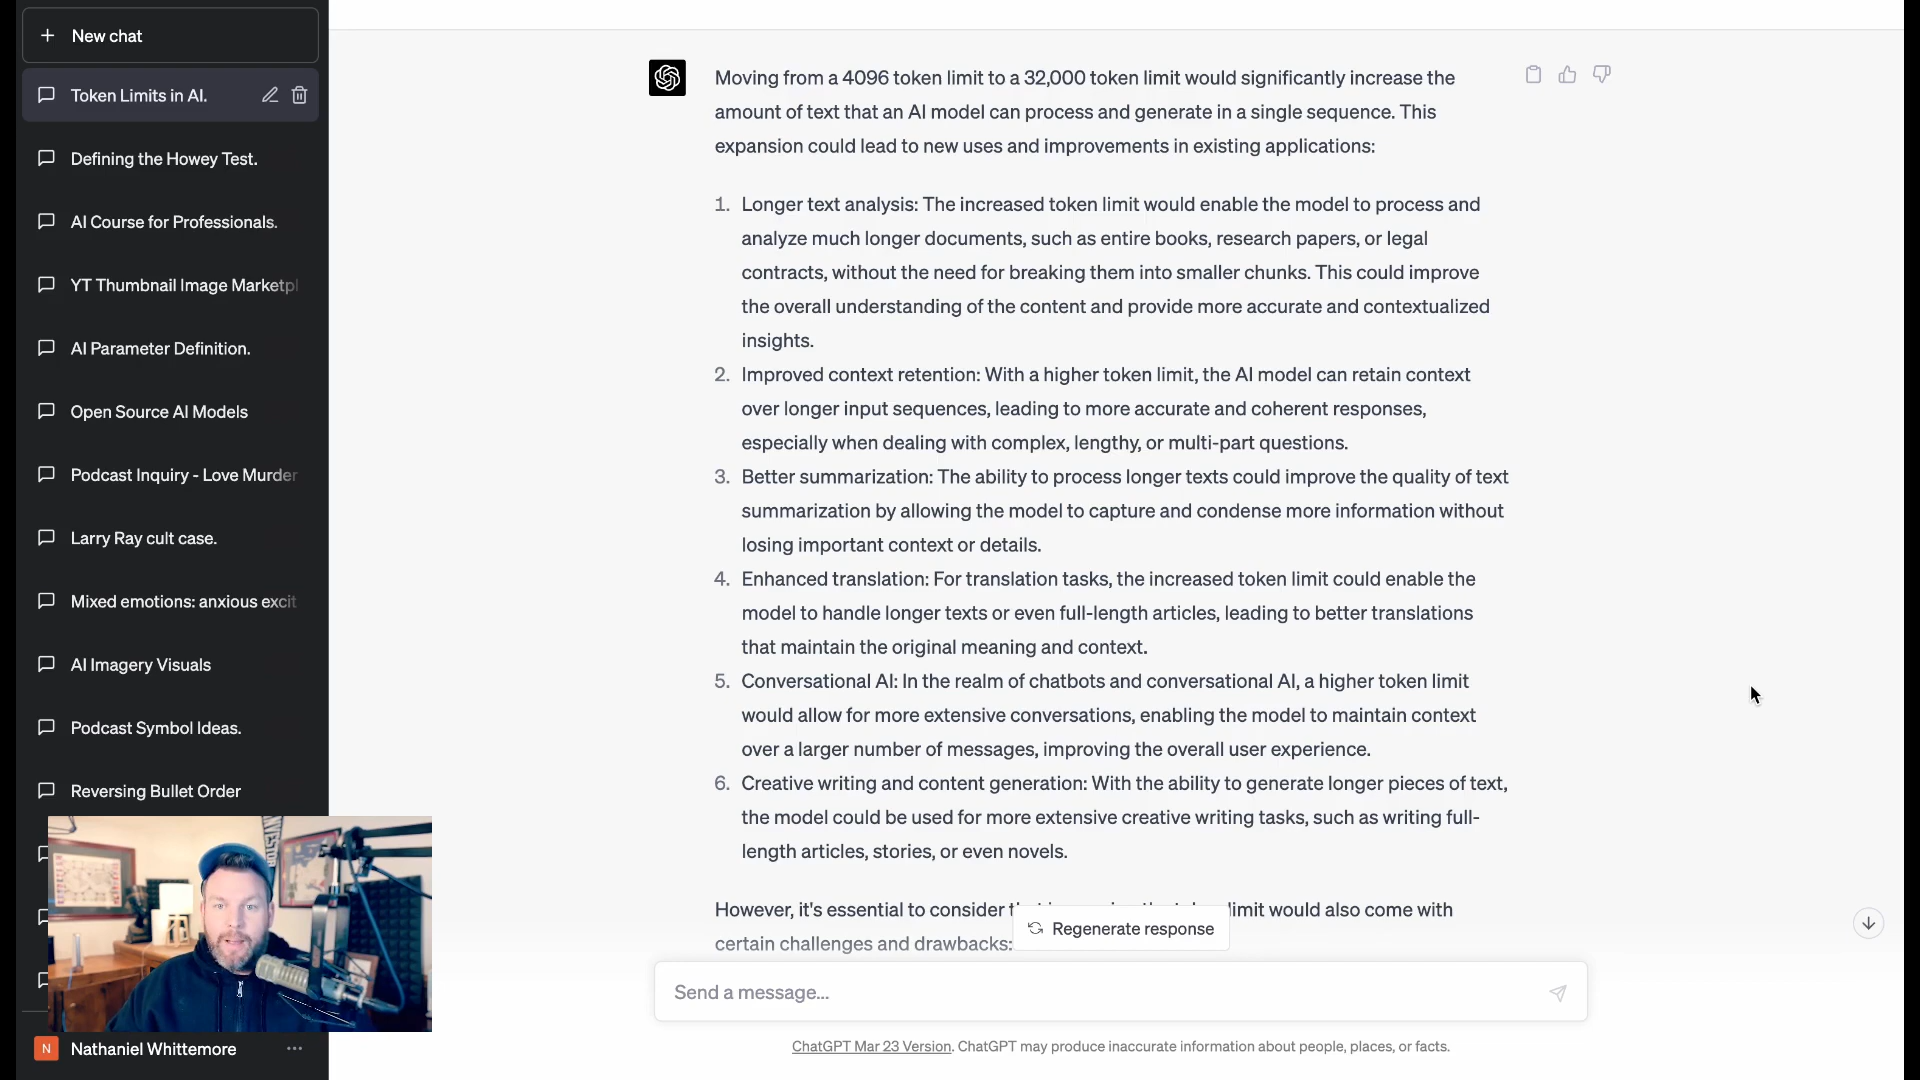 New chat
Token Limits in AI.
Defining the Howey Test.
AI Course for Professionals.
YT Thumbnail Image Marketpl
AI Parameter Definition.
Open Source AI Models
Podcast Inquiry - Love Murder
Larry Ray cult case.
Mixed emotions: anxious excit
AI Imagery Visuals
Podcast Symbol Ideas.
Reversing Bullet Order
N Nathaniel Whittemore
Moving from a 4096 token limit to a 32,000 token limit would significantly increase the
amount of text that an AI model can process and generate in a single sequence. This
expansion could lead to new uses and improvements in existing applications:
1. Longer text analysis: The increased token limit would enable the model to process and
analyze much longer documents, such as entire books, research papers, or legal
contracts, without the need for breaking them into smaller chunks. This could improve
the overall understanding of the content and provide more accurate and contextualized
insights.
2. Improved context retention: With a higher token limit, the AI model can retain context
over longer input sequences, leading to more accurate and coherent responses,
especially when dealing with complex, lengthy, or multi-part questions.
3. Better summarization: The ability to process longer texts could improve the quality of text
summarization by allowing the model to capture and condense more information without
losing important context or details.
4. Enhanced translation: For translation tasks, the increased token limit could enable the
model to handle longer texts or even full-length articles, leading to better translations
that maintain the original meaning and context.
5. Conversational AI: In the realm of chatbots and conversational AI, a higher token limit
would allow for more extensive conversations, enabling the model to maintain context
over a larger number of messages, improving the overall user experience.
6. Creative writing and content generation: With the ability to generate longer pieces of text,
the model could be used for more extensive creative writing tasks, such as writing full-
length articles, stories, or even novels.
However, it's essential to consider limit would also come with
certain challenges and drawbacks:
Regenerate response
Send a message...
ChatGPT Mar 23 Version. ChatGPT may produce inaccurate information about people, places, or facts.